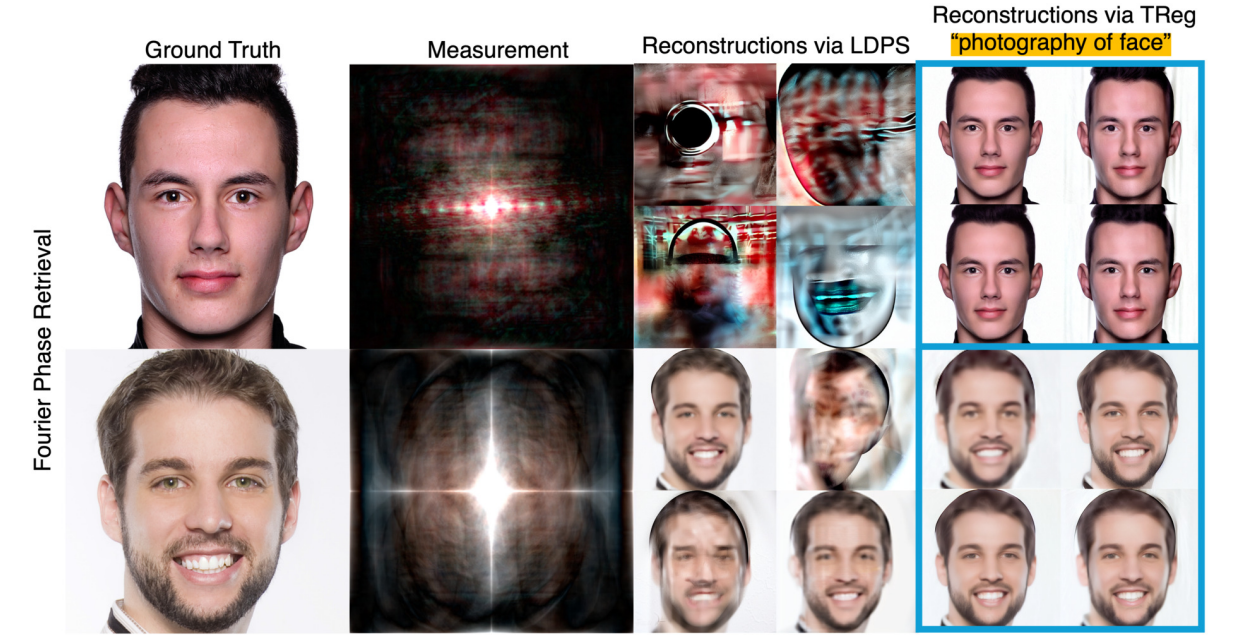 Ground Truth
Measurement
Reconstructions via LDPS
Reconstructions via TReg
“photography of face”
Fourier Phase Retrieval